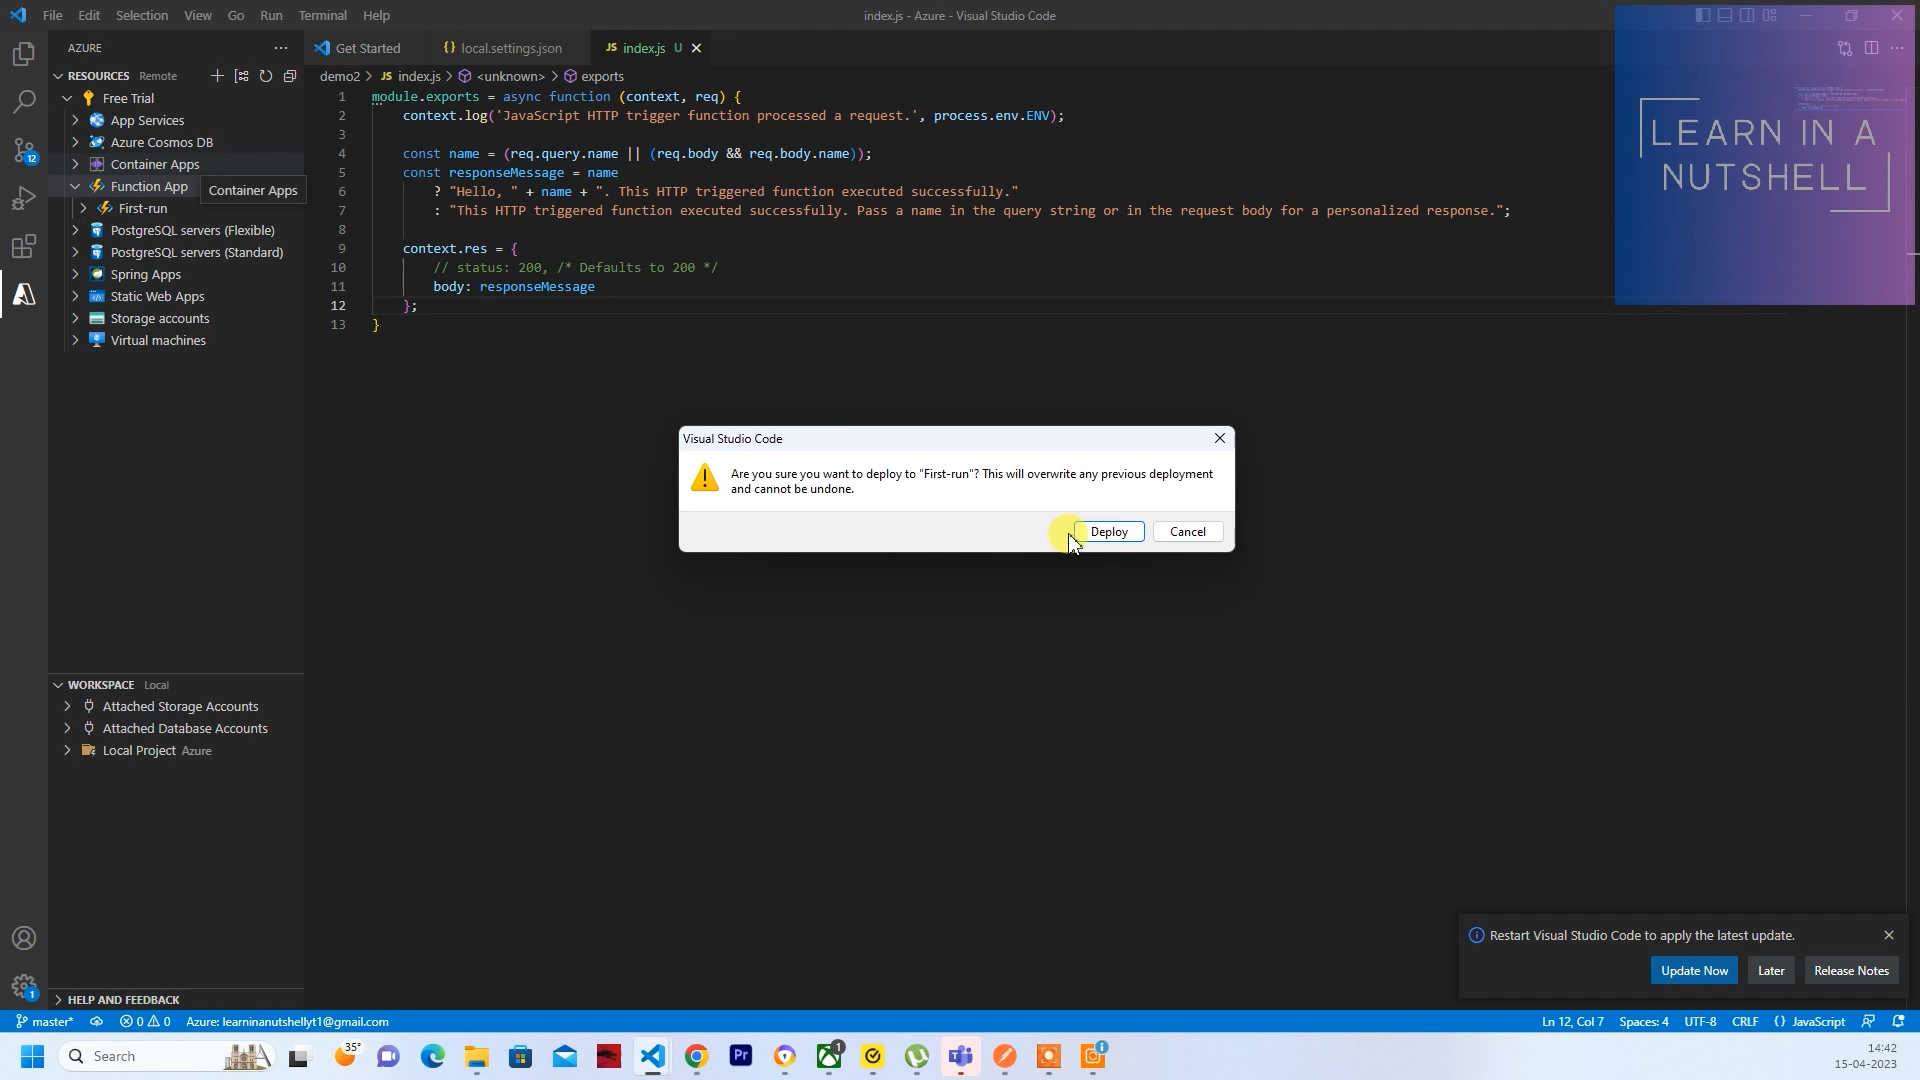 File Edit Selection View Go Run Terminal Help
index.js - Azure - Visual Studio Code
AZURE
Get Started
{} local.settings.json
JS index.js U
RESOURCES Remote
demo2 > JS index.js > <unknown> > exports
Free Trial
App Services
Azure Cosmos DB
Container Apps
Function App
Container Apps
First-run
PostgreSQL servers (Flexible)
PostgreSQL servers (Standard)
Spring Apps
Static Web Apps
Storage accounts
Virtual machines
1 module.exports = async function (context, req) {
2 context.log('JavaScript HTTP trigger function processed a request.', process.env.ENV);
3
4 const name = (req.query.name || (req.body && req.body.name));
5 const responseMessage = name
6 ? "Hello, " + name + ". This HTTP triggered function executed successfully."
7 : "This HTTP triggered function executed successfully. Pass a name in the query string or in the request body for a personalized response.";
8
9 context.res = {
10 // status: 200, /* Defaults to 200 */
11 body: responseMessage
12 };
13 }
LEARN IN A
NUTSHELL
Visual Studio Code
Are you sure you want to deploy to "First-run"? This will overwrite any previous deployment
and cannot be undone.
Deploy Cancel
WORKSPACE Local
Attached Storage Accounts
Attached Database Accounts
Local Project Azure
HELP AND FEEDBACK
12
1
Restart Visual Studio Code to apply the latest update.
Update Now Later Release Notes
master* 0 0 Azure: learninanutshellyt1@gmail.com
Ln 12, Col 7 Spaces: 4 UTF-8 CRLF {} JavaScript
Search
35°
Pr
1
14:42
15-04-2023